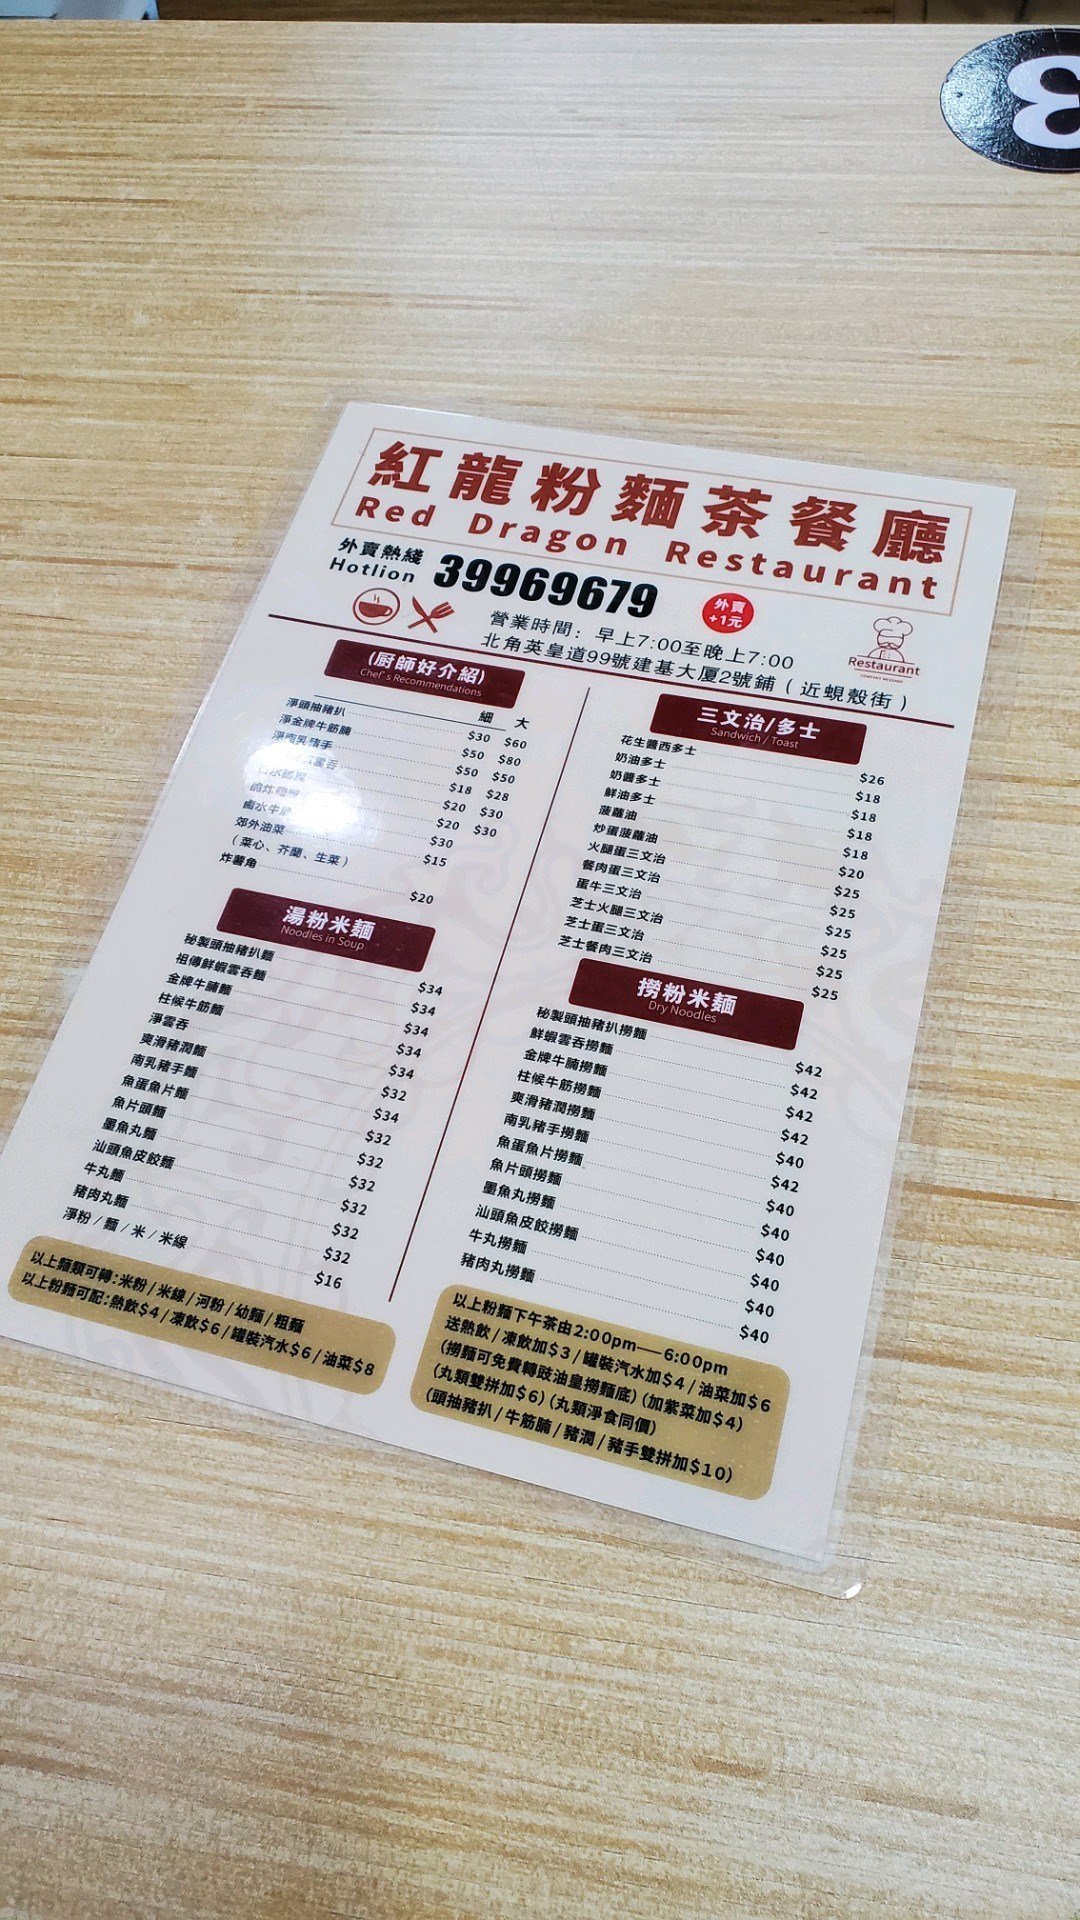 3
紅龍粉麵茶餐廳
Red Dragon Restaurant
外賣熱綫
Hotlion
39969679
外賣
+1元
營業時間: 早上7:00至晚上7:00
北角英皇道99號建基大厦2號鋪(近蜆殼街)
Restaurant
COMPANY MESSAGE
(厨師好介紹)
Chef's Recommendations
細 大
淨頭抽豬扒 $30 $60
淨金牌牛筋腩 $50 $80
淨南乳豬手 $50 $50
雲吞 $18 $28
$20 $30
$20 $30
鹵水牛 $30
郊外油菜 $15
(菜心、芥蘭、生菜)
炸薯角 $20
湯粉米麵
Noodles in Soup
秘製頭抽豬扒麵 $34
祖傳鮮蝦雲吞麵 $34
金牌牛腩麵 $34
柱候牛筋麵 $34
淨雲吞 $34
爽滑豬潤麵 $32
南乳豬手麵 $34
魚蛋魚片麵 $32
魚片頭麵 $32
墨魚丸麵 $32
汕頭魚皮餃麵 $32
牛丸麵 $32
豬肉丸麵 $32
淨粉/麵/米/米線 $16
以上麵類可轉:米粉/米線/河粉/幼麵/粗麵
以上粉麵可配:熱飲$4/凍飲$6/罐裝汽水$6/油菜$8
三文治/多士
Sandwich / Toast
花生醬西多士 $26
奶油多士 $18
奶醬多士 $18
鮮油多士 $18
菠蘿油 $18
炒蛋菠蘿油 $20
火腿蛋三文治 $25
餐肉蛋三文治 $25
蛋牛三文治 $25
芝士火腿三文治 $25
芝士蛋三文治 $25
芝士餐肉三文治 $25
撈粉米麵
Dry Noodles
秘製頭抽豬扒撈麵 $42
鮮蝦雲吞撈麵 $42
金牌牛腩撈麵 $42
柱候牛筋撈麵 $42
爽滑豬潤撈麵 $40
南乳豬手撈麵 $42
魚蛋魚片撈麵 $40
魚片頭撈麵 $40
墨魚丸撈麵 $40
汕頭魚皮餃撈麵 $40
牛丸撈麵 $40
豬肉丸撈麵 $40
以上粉麵下午茶由2:00pm——6:00pm
送熱飲/凍飲加$3/罐裝汽水加$4/油菜加$6
(撈麵可免費轉豉油皇撈麵底)(加紫菜加$4)
(丸類雙拼加$6)(丸類淨食同價)
(頭抽豬扒/牛筋腩/豬潤/豬手雙拼加$10)